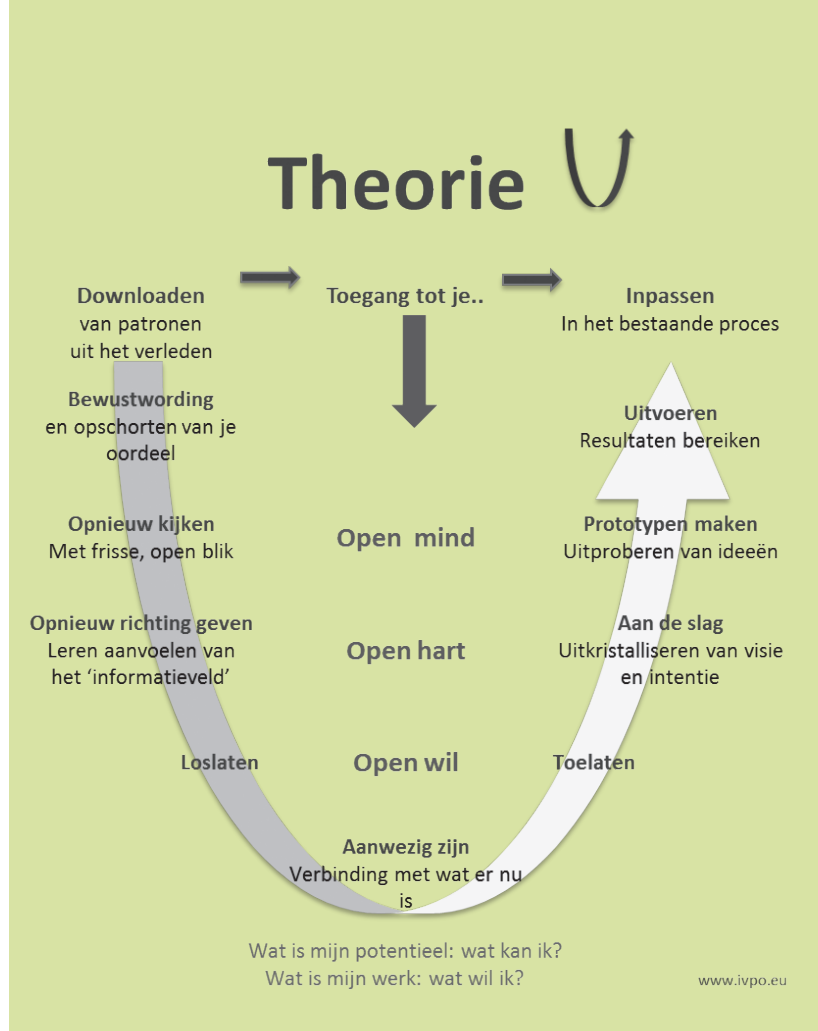 Theorie
Downloaden
van patronen
uit het verleden
Bewustwording
en opschorten van je
oordeel
Opnieuw kijken
Met frisse, open blik
Opnieuw richting geven
Leren aanvoelen van
het ‘informatieveld’
Loslaten
Toegang tot je..
Open mind
Open hart
Open wil
Aanwezig zijn
Verbinding met wat er nu
is
Inpassen
In het bestaande proces
Uitvoeren
Resultaten bereiken
Prototypen maken
Uitproberen van ideeën
Aan de slag
Uitkristalliseren van visie
en intentie
Toelaten
Wat is mijn potentieel: wat kan ik?
Wat is mijn werk: wat wil ik?
www.ivpo.eu